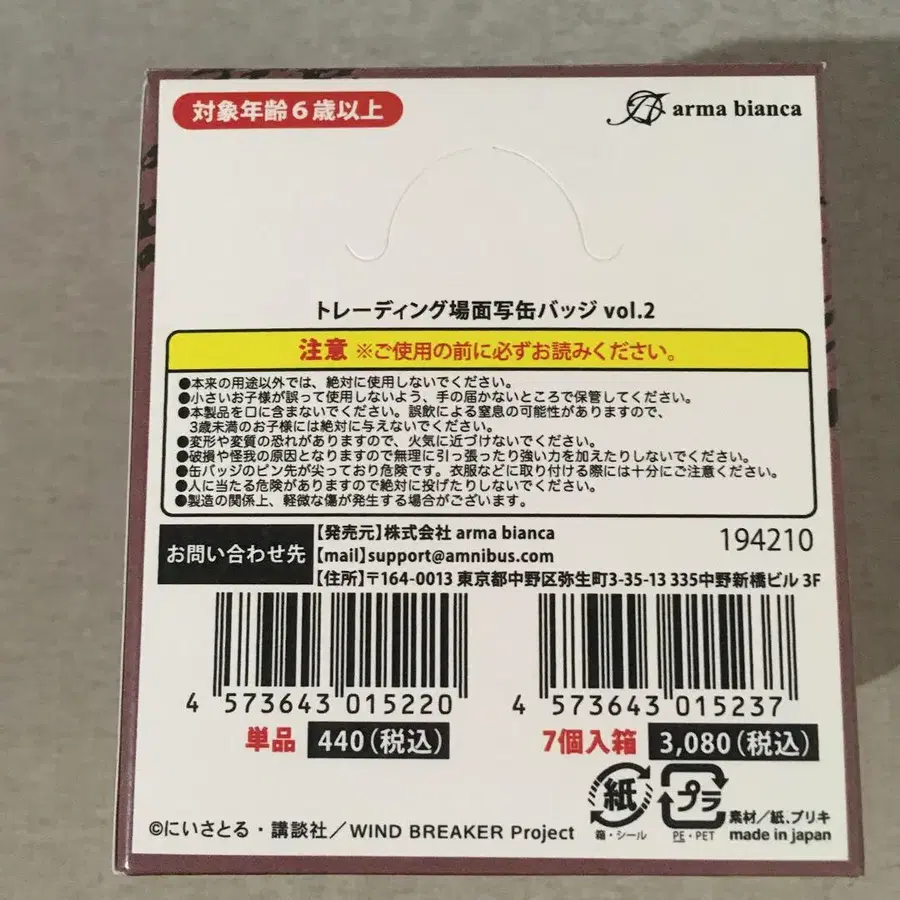 対象年齢6歳以上
arma bianca
トレーディング場面写缶バッジ vol.2
注意 ※ご使用の前に必ずお読みください。
●本来の用途以外では、絶対に使用しないでください。
●小さいお子様が誤って使用しないよう、手の届かないところで保管してください。
●本製品を口に含まないでください。誤飲による窒息の可能性がありますので、
3歳未満のお子様には絶対に与えないでください。
●変形や変質の恐れがありますので、火気に近づけないでください。
●破損や怪我の原因となりますので無理に引っ張ったり強い力を加えたりしないでください。
●缶バッジのピン先が尖っており危険です。衣服などに取り付ける際には十分にご注意ください。
●人に当たる危険がありますので絶対に投げたりしないでください。
●製造の関係上、軽微な傷が発生する場合がございます。
お問い合わせ先
【発売元】株式会社 arma bianca
【mail】support@amnibus.com
【住所】〒164-0013 東京都中野区弥生町3-35-13 335中野新橋ビル 3F
194210
4 573643 015220
4 573643 015237
単品 440(税込)
7個入箱 3,080(税込)
紙
箱・シール
プラ
PE・PET
素材/紙、ブリキ
made in japan
©にいさとる・講談社/WIND BREAKER Project